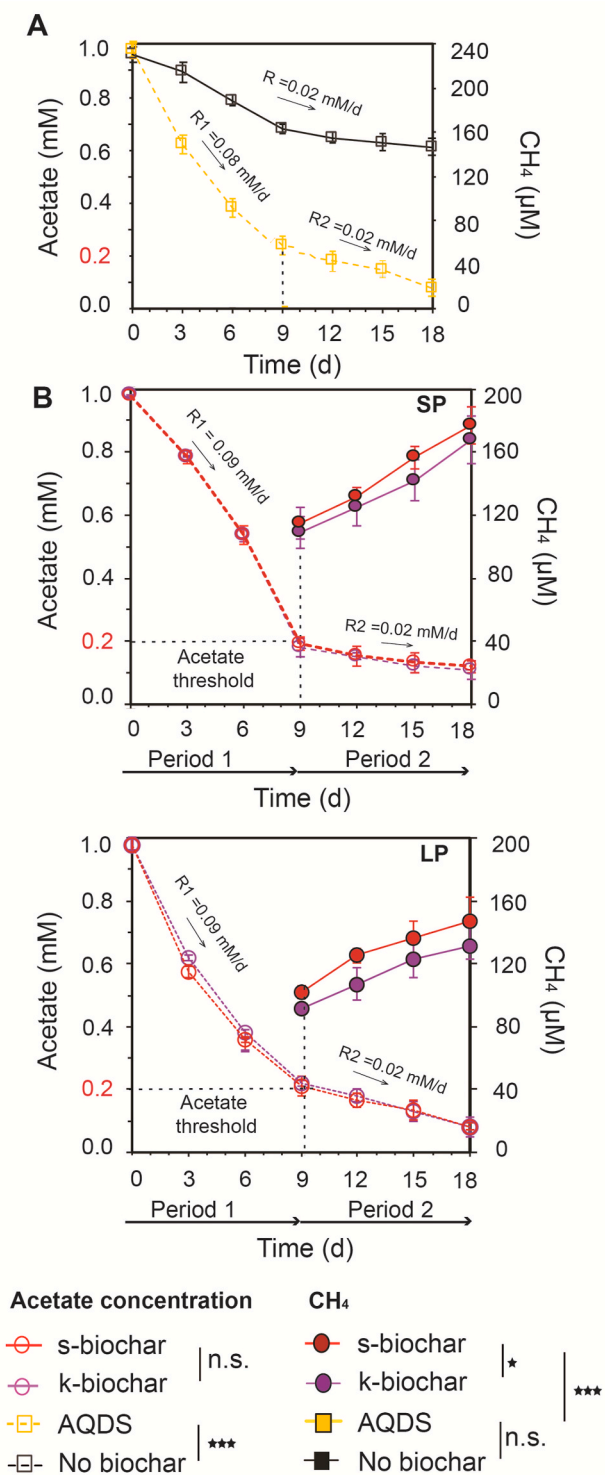 A
1.0
0.8
0.6
0.4
0.2
0.0
Acetate (mM)
240
200
160
120
80
40
0
CH₄ (µM)
R =0.02 mM/d
R1 =0.08 mM/d
R2 =0.02 mM/d
0 3 6 9 12 15 18
Time (d)
B
SP
1.0
0.8
0.6
0.4
0.2
0.0
Acetate (mM)
200
160
120
80
40
0
CH₄ (µM)
R1 =0.09 mM/d
R2 =0.02 mM/d
Acetate
threshold
0 3 6 9 12 15 18
Period 1 Period 2
Time (d)
LP
1.0
0.8
0.6
0.4
0.2
0.0
Acetate (mM)
200
160
120
80
40
0
CH₄ (µM)
R1 =0.09 mM/d
R2 =0.02 mM/d
Acetate
threshold
0 3 6 9 12 15 18
Period 1 Period 2
Time (d)
Acetate concentration
s-biochar
k-biochar
n.s.
AQDS
No biochar
★★★
CH₄
s-biochar
k-biochar
★
AQDS
No biochar
n.s.
★★★